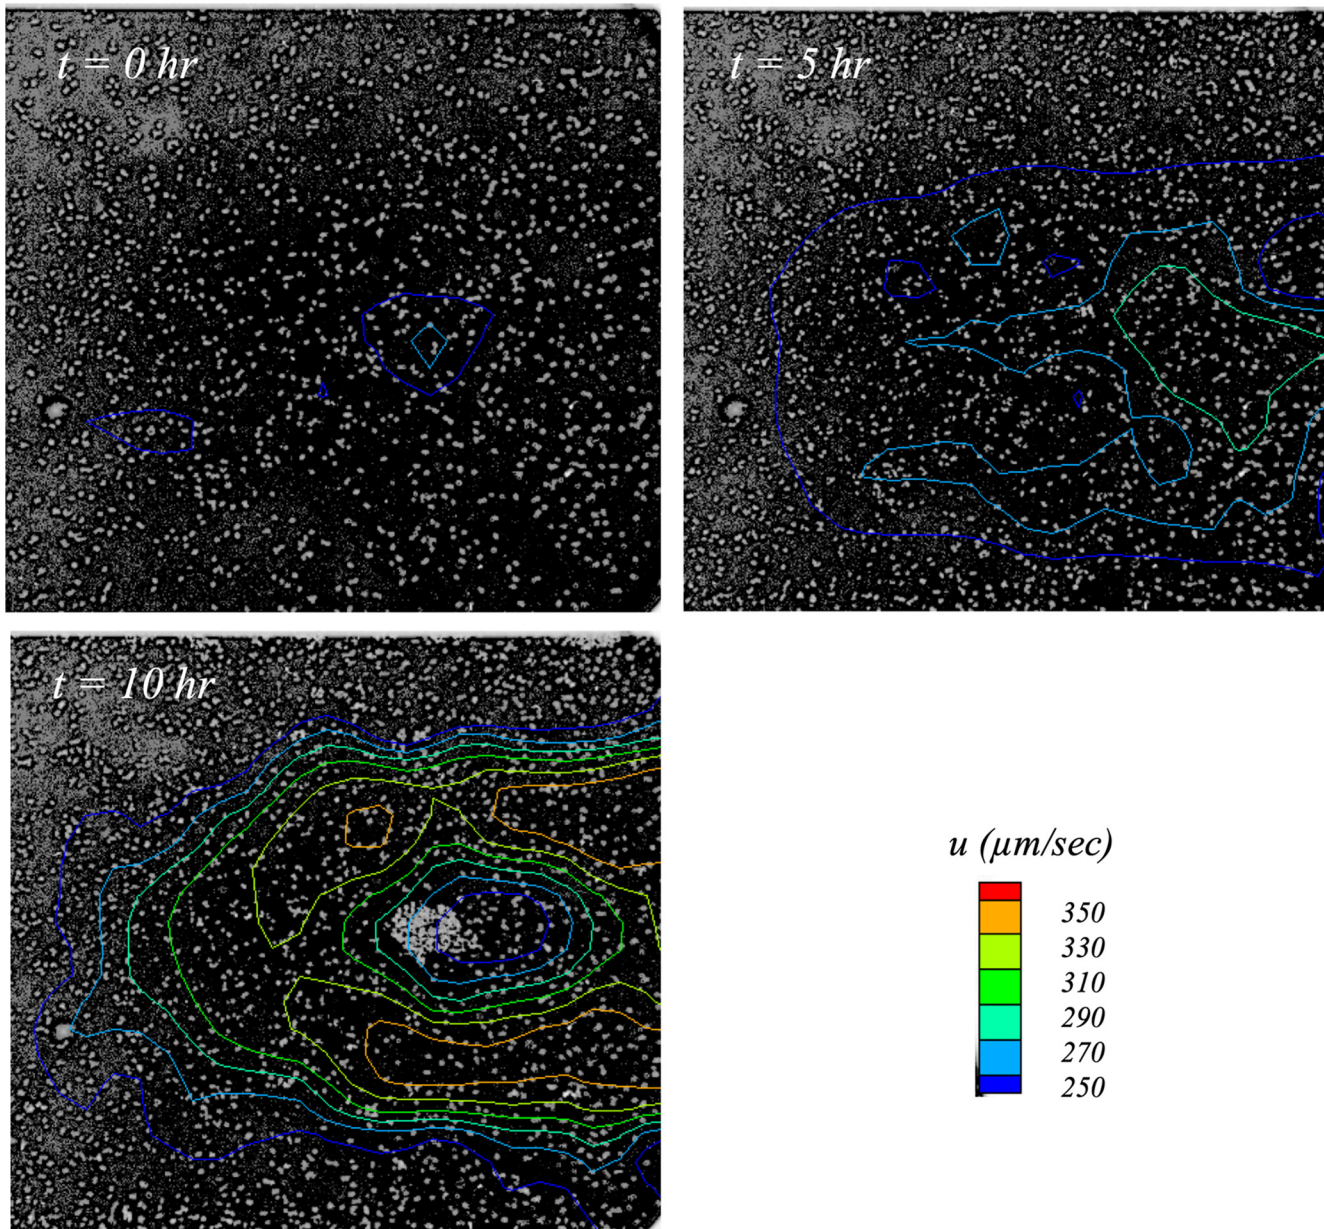 t = 0 hr
t = 5 hr
t = 10 hr
u (μm/sec)
350
330
310
290
270
250